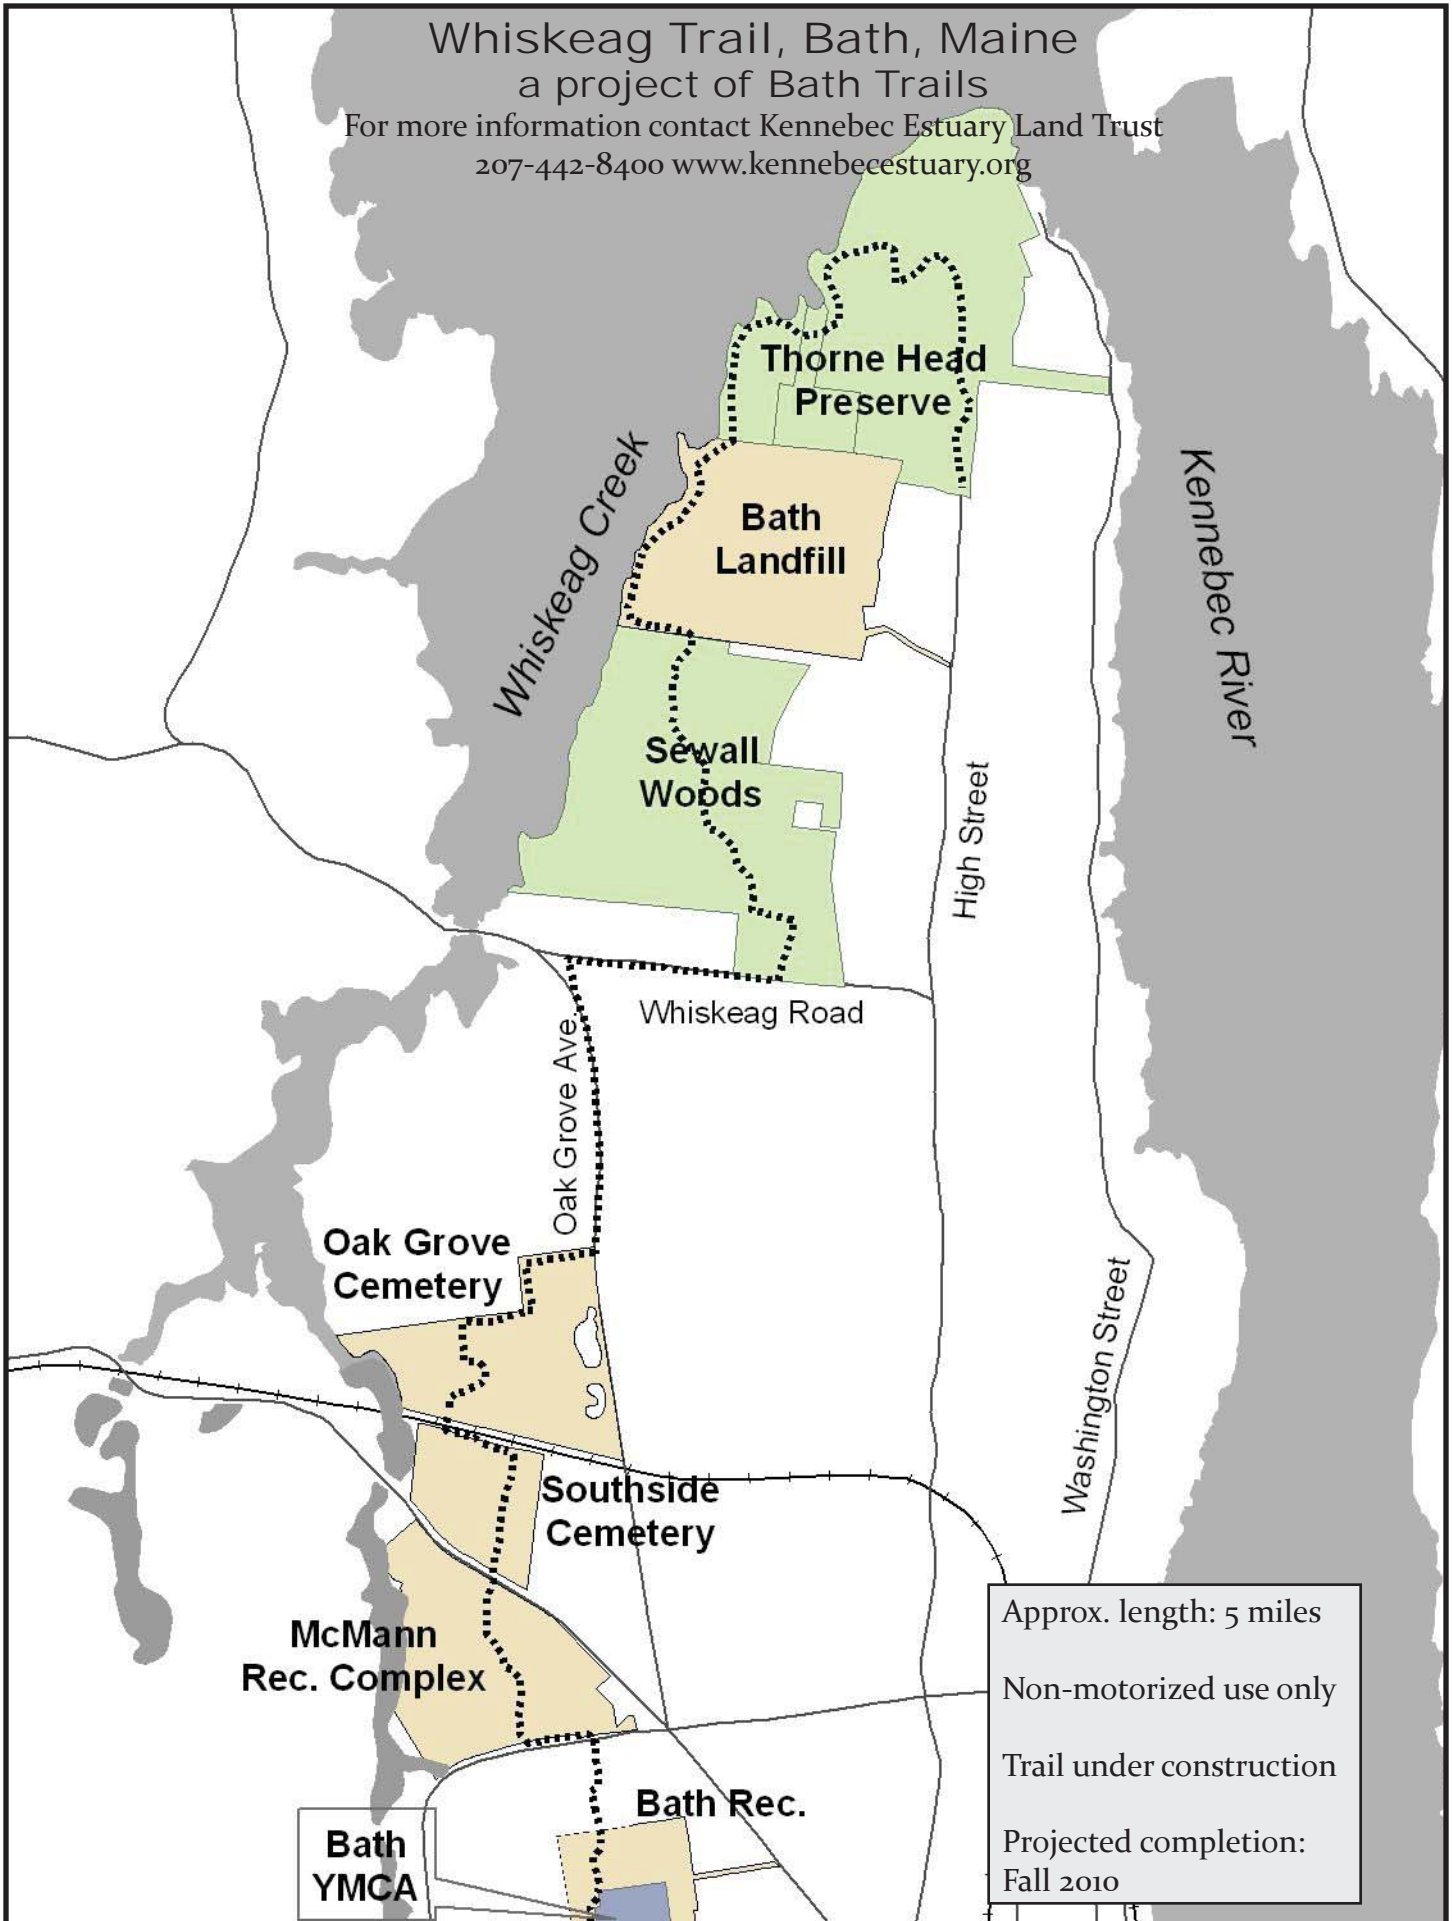 Whiskeag Trail, Bath, Maine
a project of Bath Trails
For more information contact Kennebec Estuary Land Trust
207-442-8400 www.kennebecestuary.org
Thorne Head
Preserve
Whiskeag Creek
Kennebec River
Bath
Landfill
Sewall
Woods
High Street
Whiskeag Road
Oak Grove Ave.
Oak Grove
Cemetery
Washington Street
Southside
Cemetery
McMann
Rec. Complex
Bath Rec.
Bath
YMCA
Approx. length: 5 miles
Non-motorized use only
Trail under construction
Projected completion:
Fall 2010